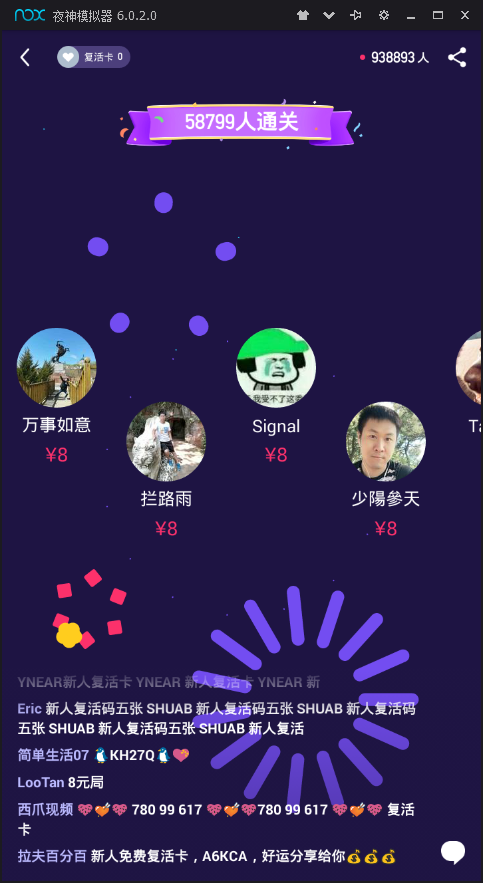 nox 夜神模拟器 6.0.2.0
复活卡 0
938893 人
58799人通关
万事如意
¥8
Signal
¥8
Ta
拦路雨
¥8
少陽參天
¥8
我受不了这委
YNEAR新人复活卡 YNEAR 新人复活卡 YNEAR 新
Eric 新人复活码五张 SHUAB 新人复活码五张 SHUAB 新人复活码
五张 SHUAB 新人复活码五张 SHUAB 新人复活
简单生活07 🐧KH27Q🐧💝
LooTan 8元局
西爪现频 💖💘💖 780 99 617 💖💘💖780 99 617 💖💘💖 复活
卡
拉夫百分百 新人免费复活卡，A6KCA，好运分享给你💰💰💰